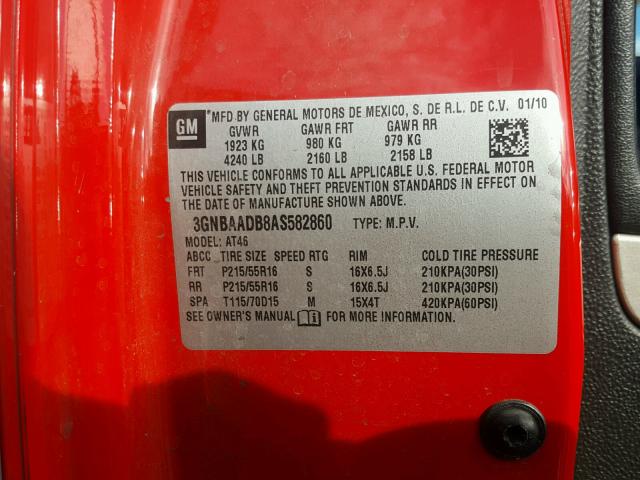 *MFD BY GENERAL MOTORS DE MEXICO, S. DE R.L. DE C.V. 01/10
GM
GVWR GAWR FRT GAWR RR
1923 KG 980 KG 979 KG
4240 LB 2160 LB 2158 LB
THIS VEHICLE CONFORMS TO ALL APPLICABLE U.S. FEDERAL MOTOR
VEHICLE SAFETY AND THEFT PREVENTION STANDARDS IN EFFECT ON
THE DATE OF MANUFACTURE SHOWN ABOVE.
3GNBAADB8AS582860 TYPE: M.P.V.
MODEL: AT46
ABCC TIRE SIZE SPEED RTG RIM COLD TIRE PRESSURE
FRT P215/55R16 S 16X6.5J 210KPA(30PSI)
RR P215/55R16 S 16X6.5J 210KPA(30PSI)
SPA T115/70D15 M 15X4T 420KPA(60PSI)
SEE OWNER'S MANUAL FOR MORE INFORMATION.